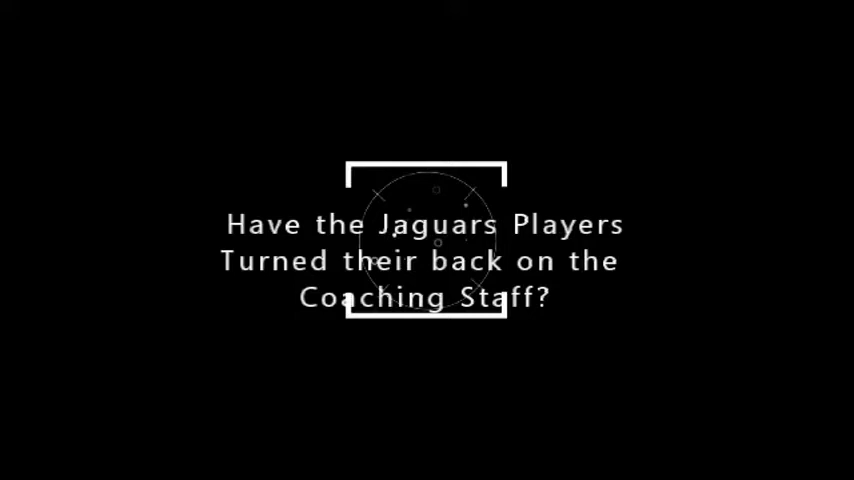 Have the Jaguars Players
Turned their back on the
Coaching Staff?